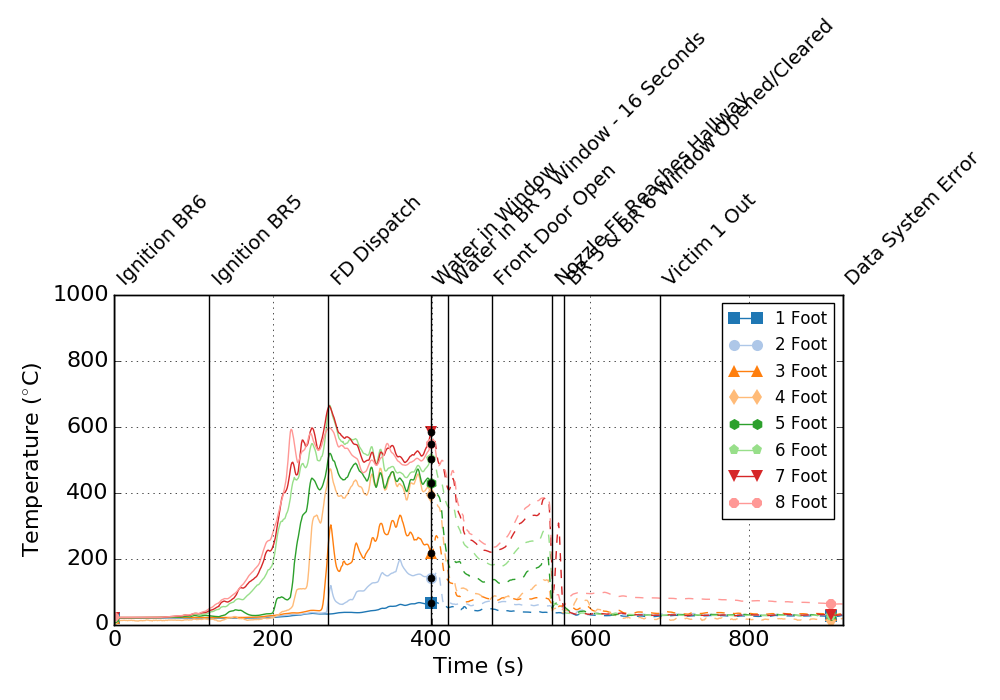 Ignition BR6
Ignition BR5
FD Dispatch
Water in Window
Water in BR 5 Window - 16 Seconds
Front Door Open
Nozzle FF Reaches Hallway
BR 5 & BR 6 Window Opened/Cleared
Victim 1 Out
Data System Error
1000
800
600
400
200
0
Temperature (°C)
0 200 400 600 800
Time (s)
1 Foot
2 Foot
3 Foot
4 Foot
5 Foot
6 Foot
7 Foot
8 Foot